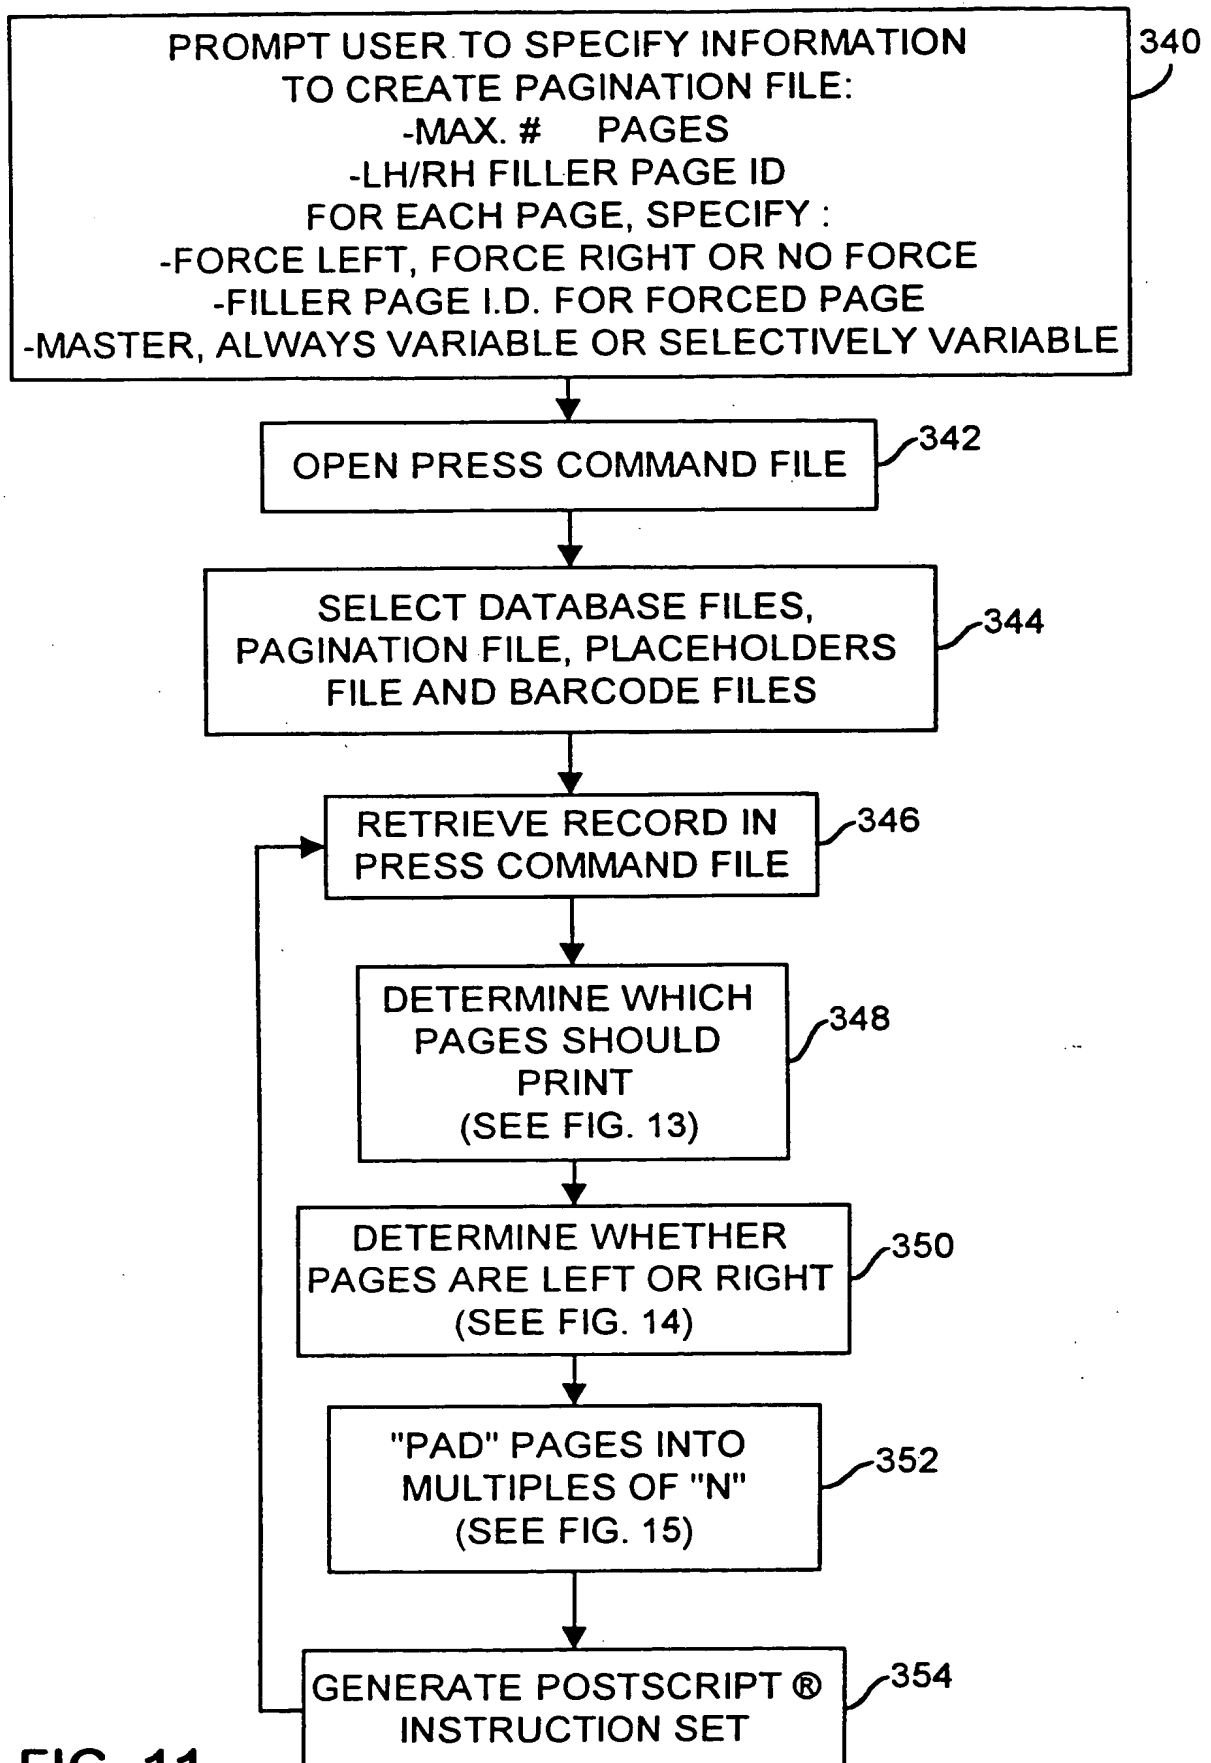 PROMPT USER TO SPECIFY INFORMATION
TO CREATE PAGINATION FILE:
-MAX. # PAGES
-LH/RH FILLER PAGE ID
FOR EACH PAGE, SPECIFY :
-FORCE LEFT, FORCE RIGHT OR NO FORCE
-FILLER PAGE I.D. FOR FORCED PAGE
-MASTER, ALWAYS VARIABLE OR SELECTIVELY VARIABLE
340
OPEN PRESS COMMAND FILE
342
SELECT DATABASE FILES,
PAGINATION FILE, PLACEHOLDERS
FILE AND BARCODE FILES
344
RETRIEVE RECORD IN
PRESS COMMAND FILE
346
DETERMINE WHICH
PAGES SHOULD
PRINT
(SEE FIG. 13)
348
DETERMINE WHETHER
PAGES ARE LEFT OR RIGHT
(SEE FIG. 14)
350
"PAD" PAGES INTO
MULTIPLES OF "N"
(SEE FIG. 15)
352
GENERATE POSTSCRIPT ®
INSTRUCTION SET
354
FIG. 11